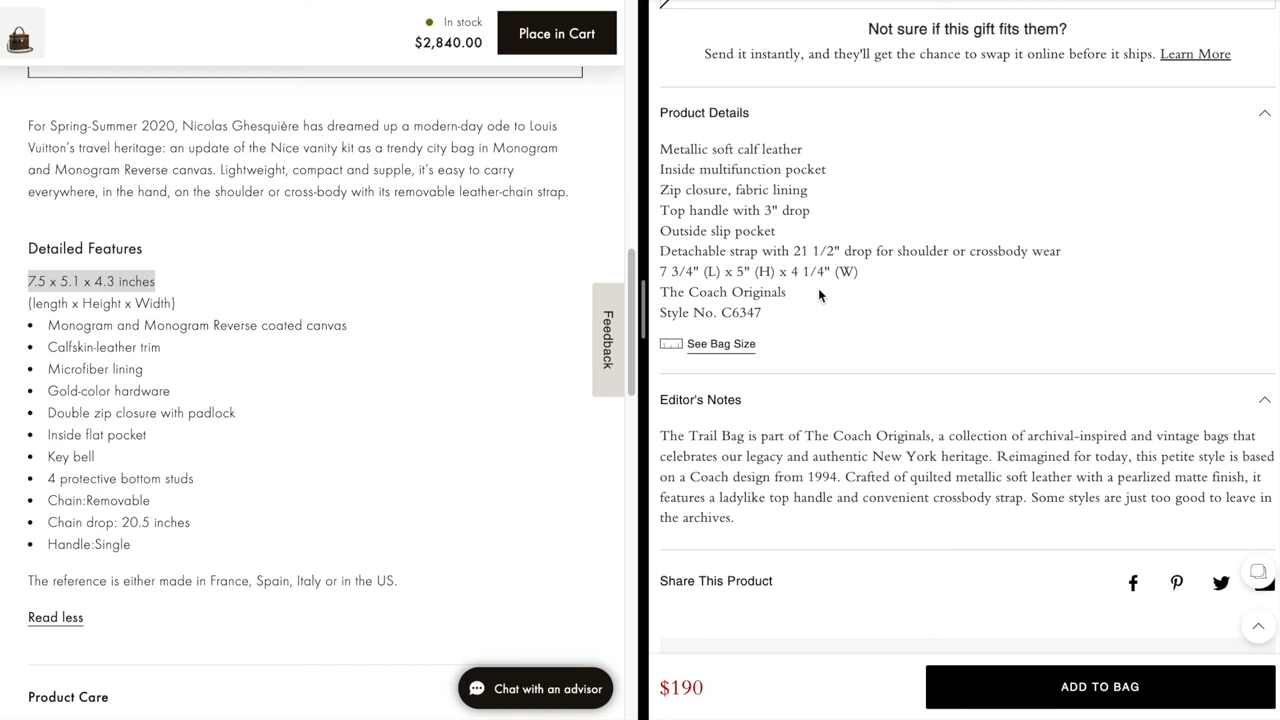 In stock
$2,840.00
Place in Cart
For Spring-Summer 2020, Nicolas Ghesquière has dreamed up a modern-day ode to Louis
Vuitton's travel heritage: an update of the Nice vanity kit as a trendy city bag in Monogram
and Monogram Reverse canvas. Lightweight, compact and supple, it's easy to carry
everywhere, in the hand, on the shoulder or cross-body with its removable leather-chain strap.
Detailed Features
7.5 x 5.1 x 4.3 inches
(length x Height x Width)
• Monogram and Monogram Reverse coated canvas
• Calfskin-leather trim
• Microfiber lining
• Gold-color hardware
• Double zip closure with padlock
• Inside flat pocket
• Key bell
• 4 protective bottom studs
• Chain:Removable
• Chain drop: 20.5 inches
• Handle:Single
The reference is either made in France, Spain, Italy or in the US.
Read less
Product Care
Feedback
Chat with an advisor
Not sure if this gift fits them?
Send it instantly, and they'll get the chance to swap it online before it ships. Learn More
Product Details
Metallic soft calf leather
Inside multifunction pocket
Zip closure, fabric lining
Top handle with 3" drop
Outside slip pocket
Detachable strap with 21 1/2" drop for shoulder or crossbody wear
7 3/4" (L) x 5" (H) x 4 1/4" (W)
The Coach Originals
Style No. C6347
See Bag Size
Editor's Notes
The Trail Bag is part of The Coach Originals, a collection of archival-inspired and vintage bags that
celebrates our legacy and authentic New York heritage. Reimagined for today, this petite style is based
on a Coach design from 1994. Crafted of quilted metallic soft leather with a pearlized matte finish, it
features a ladylike top handle and convenient crossbody strap. Some styles are just too good to leave in
the archives.
Share This Product
$190
ADD TO BAG